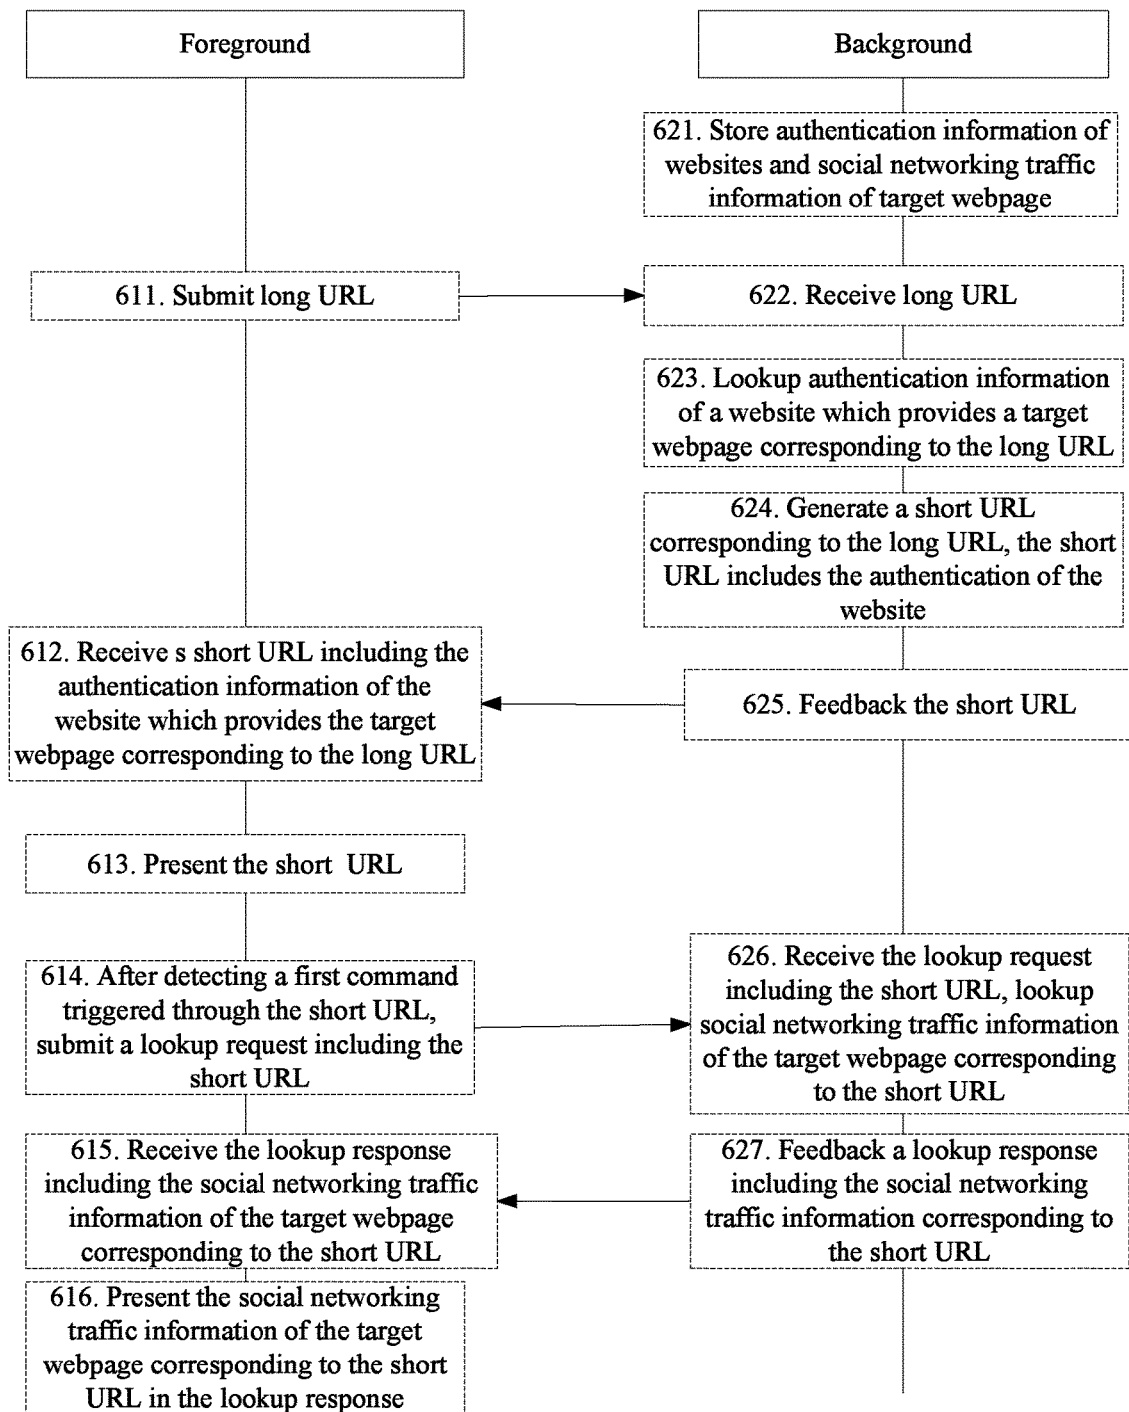 Foreground
Background
621. Store authentication information of
websites and social networking traffic
information of target webpage
611. Submit long URL
622. Receive long URL
623. Lookup authentication information
of a website which provides a target
webpage corresponding to the long URL
624. Generate a short URL
corresponding to the long URL, the short
URL includes the authentication of the
website
612. Receive s short URL including the
authentication information of the
website which provides the target
webpage corresponding to the long URL
625. Feedback the short URL
613. Present the short URL
614. After detecting a first command
triggered through the short URL,
submit a lookup request including the
short URL
626. Receive the lookup request
including the short URL, lookup
social networking traffic information
of the target webpage corresponding
to the short URL
615. Receive the lookup response
including the social networking traffic
information of the target webpage
corresponding to the short URL
627. Feedback a lookup response
including the social networking
traffic information corresponding to
the short URL
616. Present the social networking
traffic information of the target
webpage corresponding to the short
URL in the lookup response